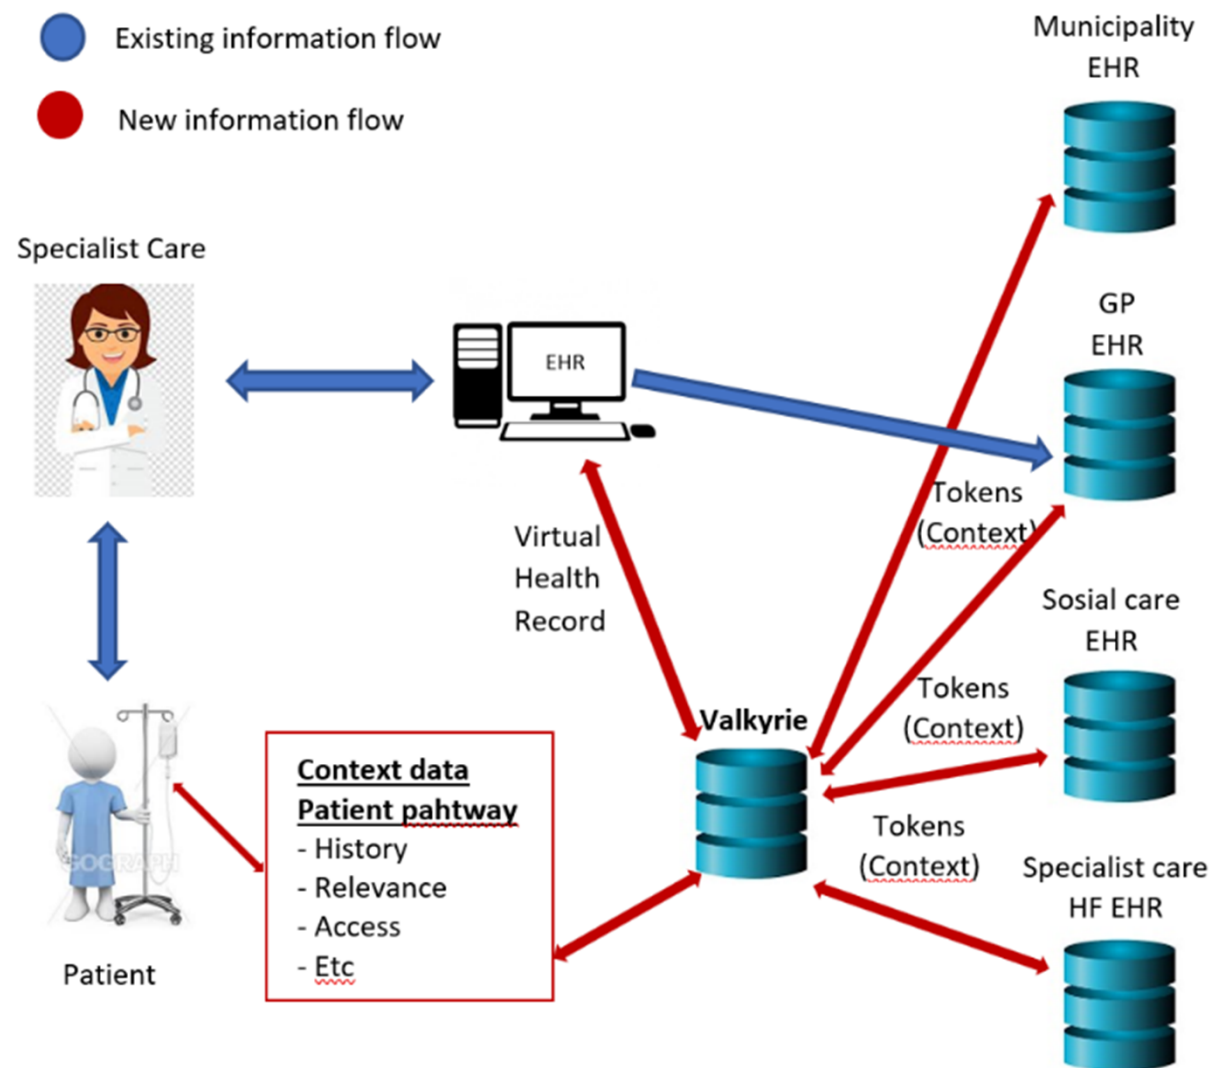 Existing information flow
New information flow
Municipality
EHR
Specialist Care
GP
EHR
EHR
Tokens
(Context)
Virtual
Health
Record
Sosial care
EHR
Tokens
(Context)
Valkyrie
Context data
Patient pahtway
- History
- Relevance
- Access
- Etc
Tokens
(Context)
Specialist care
HF EHR
GOGRAPH
Patient